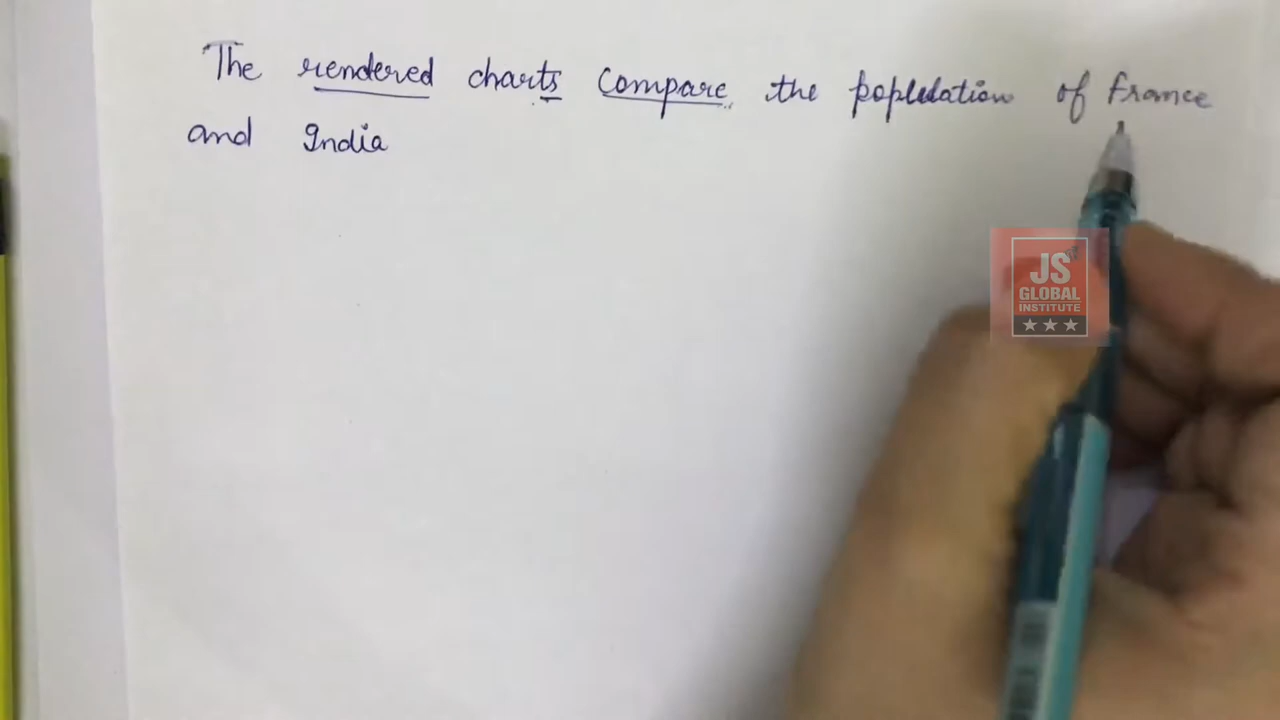 The rendered charts compare the population of france
and India
JS
GLOBAL
INSTITUTE